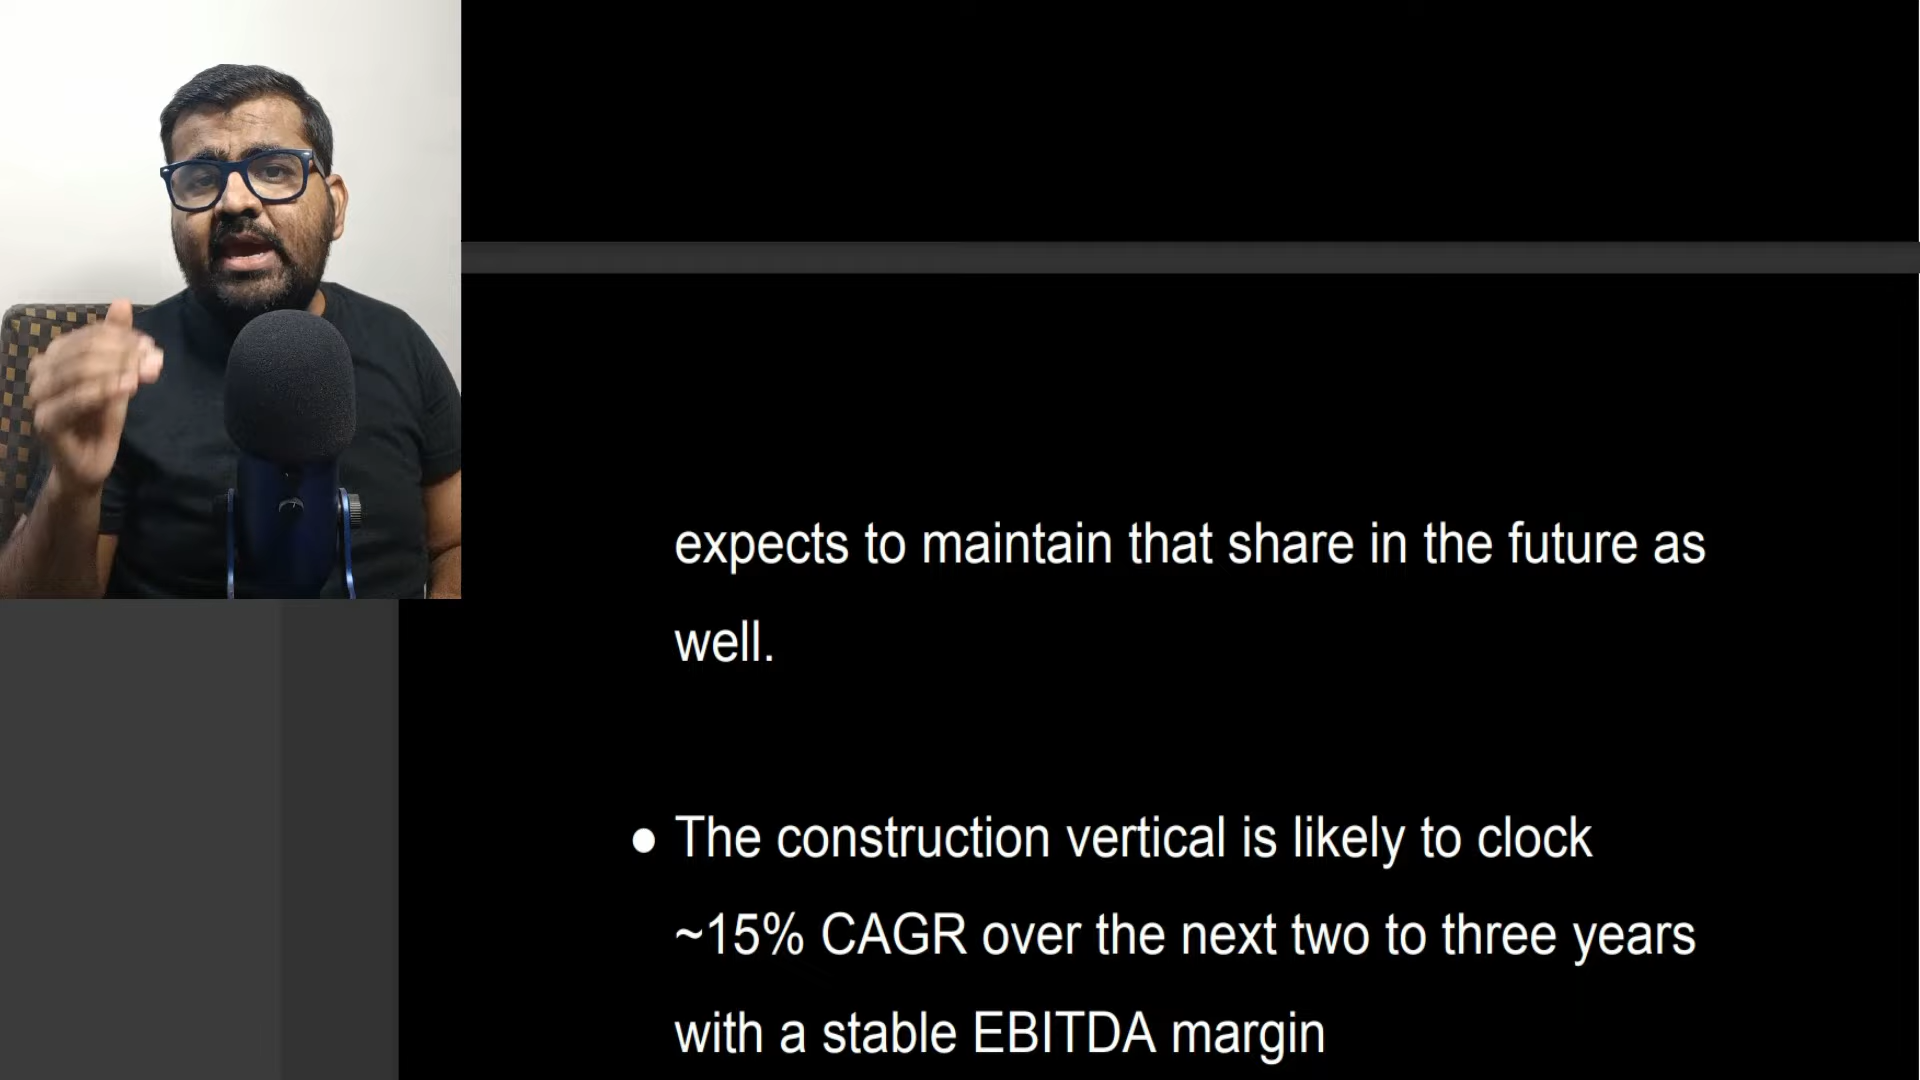 expects to maintain that share in the future as
well.
● The construction vertical is likely to clock
~15% CAGR over the next two to three years
with a stable EBITDA margin